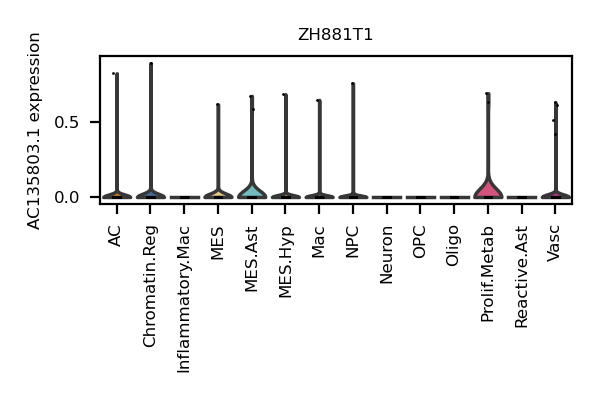 ZH881T1
AC135803.1 expression
0.5
0.0
AC
Chromatin.Reg
Inflammatory.Mac
MES
MES.Ast
MES.Hyp
Mac
NPC
Neuron
OPC
Oligo
Prolif.Metab
Reactive.Ast
Vasc